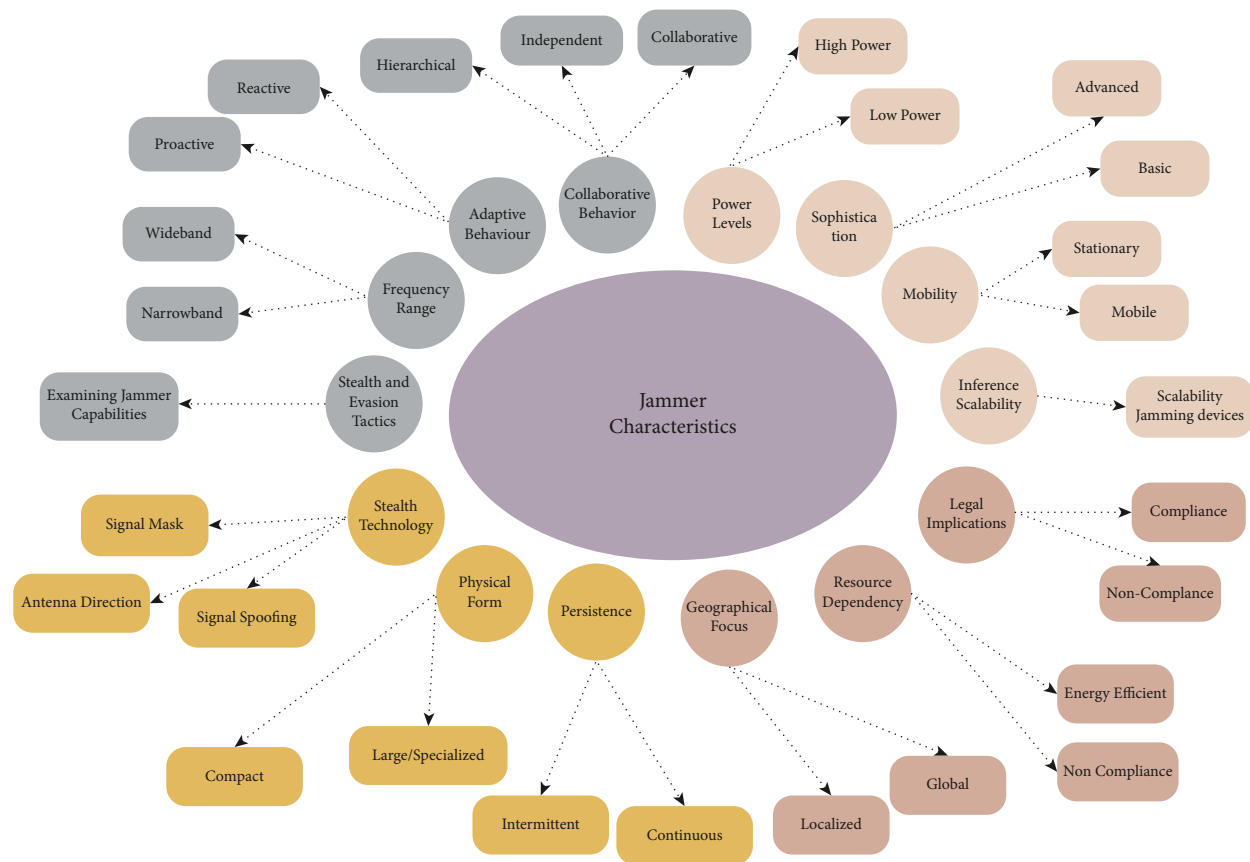 Jammer
Characteristics
Collaborative
Behavior
Hierarchical
Independent
Collaborative
Power
Levels
High Power
Low Power
Sophistica
tion
Advanced
Basic
Mobility
Stationary
Mobile
Inference
Scalability
Scalability
Jamming devices
Legal
Implications
Compliance
Non-Complance
Resource
Dependency
Energy Efficient
Non Compliance
Geographical
Focus
Global
Localized
Persistence
Continuous
Intermittent
Physical
Form
Large/Specialized
Compact
Stealth
Technology
Signal Mask
Antenna Direction
Signal Spoofing
Stealth and
Evasion
Tactics
Examining Jammer
Capabilities
Frequency
Range
Wideband
Narrowband
Adaptive
Behaviour
Reactive
Proactive